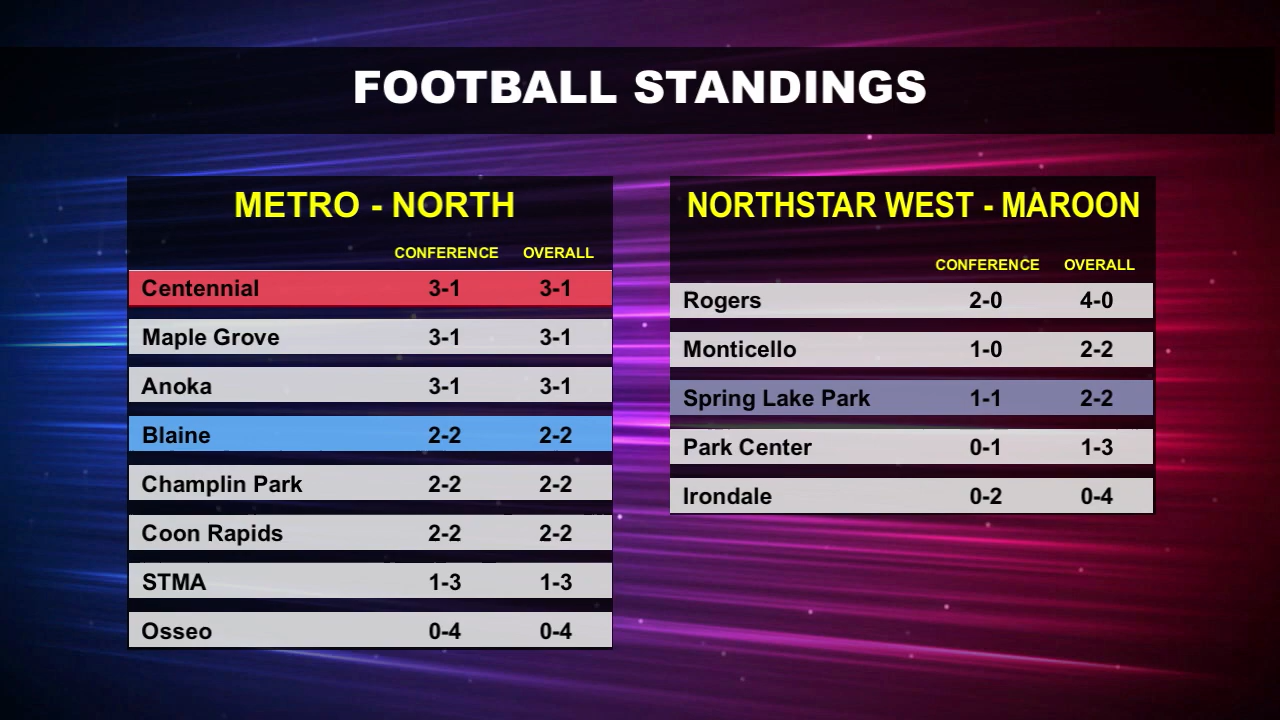 FOOTBALL STANDINGS
METRO - NORTH
CONFERENCE OVERALL
Centennial 3-1 3-1
Maple Grove 3-1 3-1
Anoka 3-1 3-1
Blaine 2-2 2-2
Champlin Park 2-2 2-2
Coon Rapids 2-2 2-2
STMA 1-3 1-3
Osseo 0-4 0-4
NORTHSTAR WEST - MAROON
CONFERENCE OVERALL
Rogers 2-0 4-0
Monticello 1-0 2-2
Spring Lake Park 1-1 2-2
Park Center 0-1 1-3
Irondale 0-2 0-4